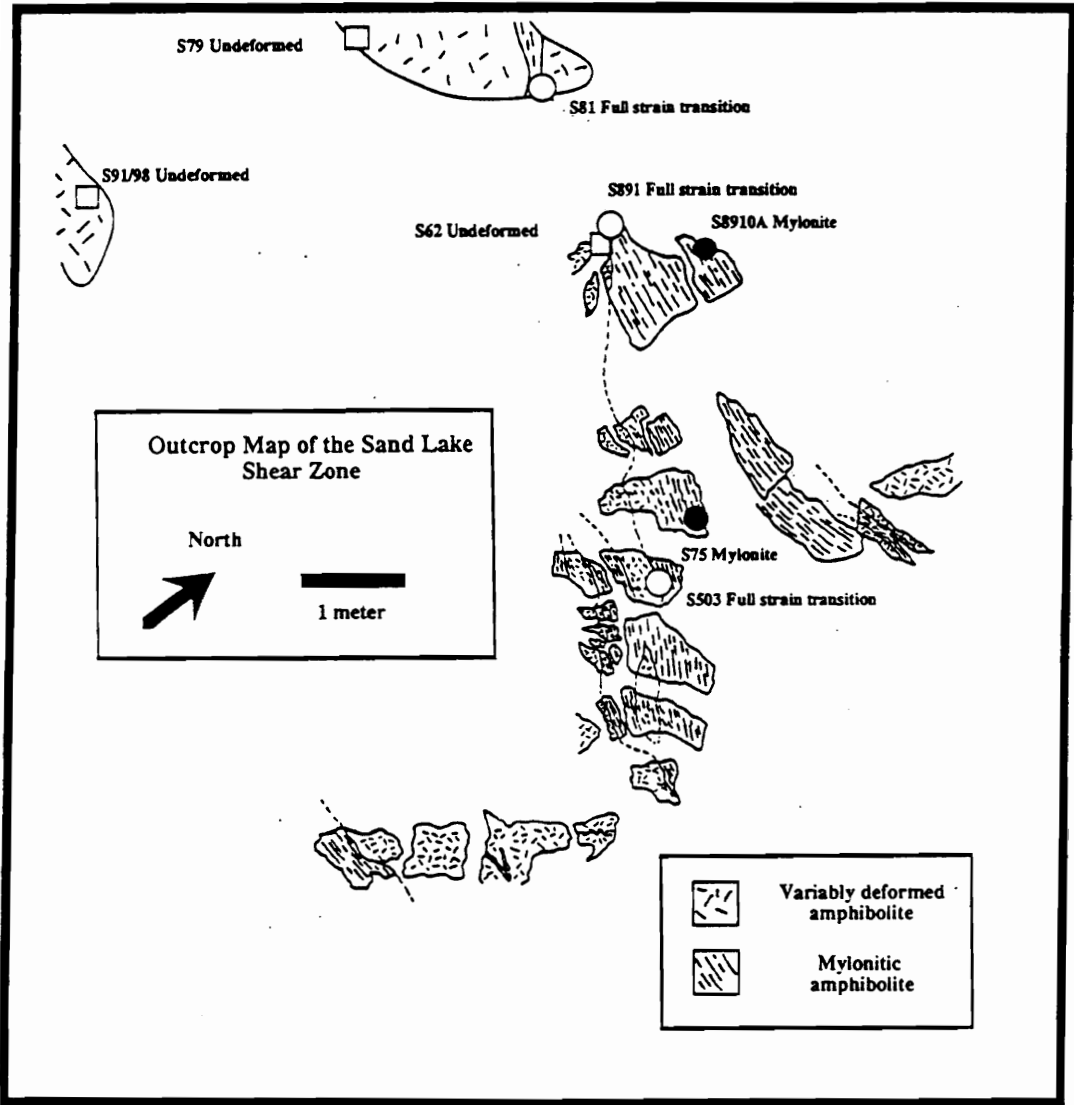 S79 Undeformed
S81 Full strain transition
S91/98 Undeformed
S891 Full strain transition
S8910A Mylonite
S62 Undeformed
Outcrop Map of the Sand Lake
Shear Zone
North
1 meter
S75 Mylonite
S503 Full strain transition
Variably deformed
amphibolite
Mylonitic
amphibolite